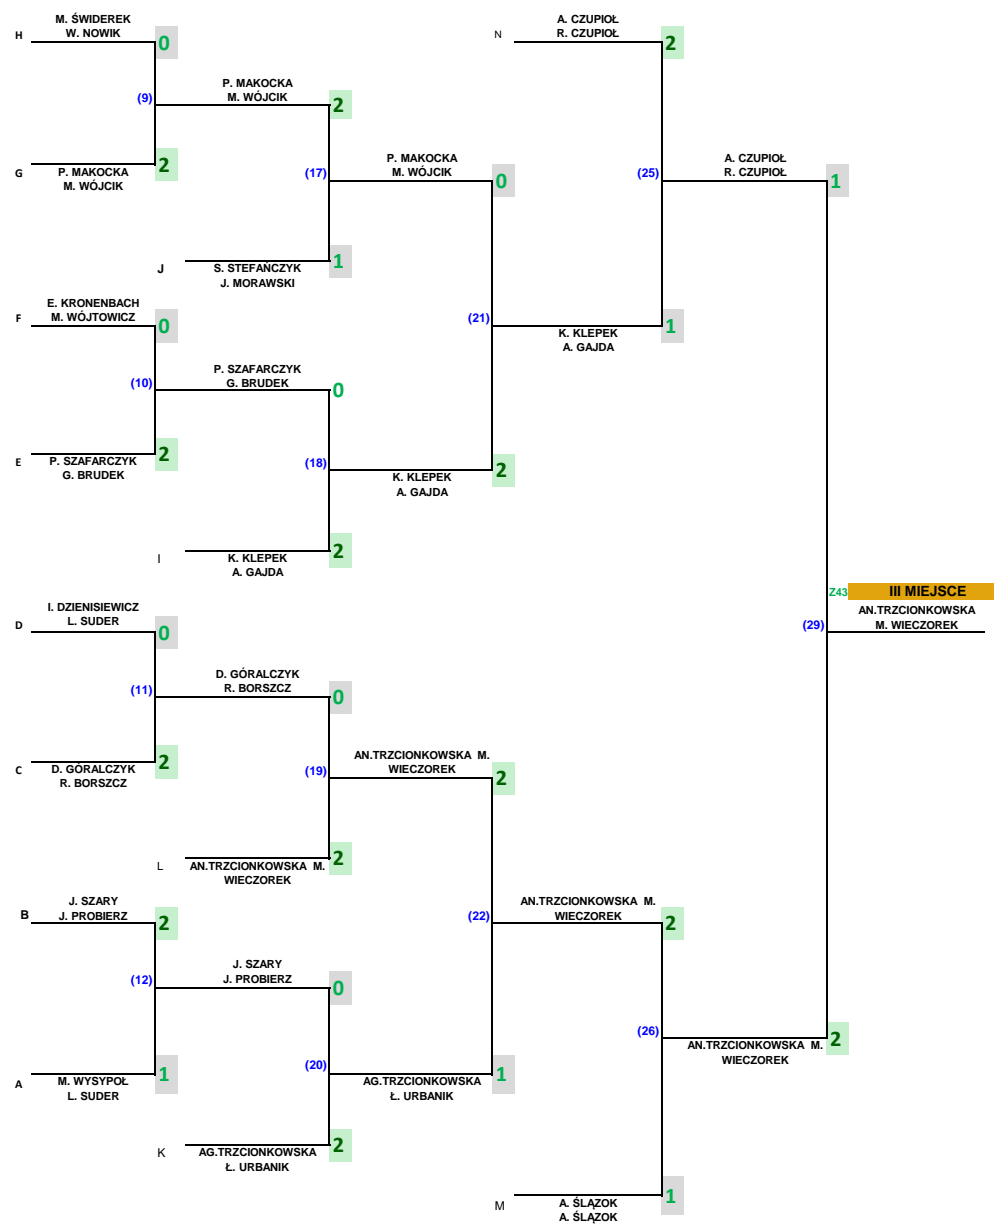 M. ŚWIDEREK
H W. NOWIK 0
(9)
P. MAKOCKA
M. WÓJCIK 2
G 2
P. MAKOCKA
M. WÓJCIK
(17)
P. MAKOCKA
M. WÓJCIK 0
J 1
S. STEFAŃCZYK
J. MORAWSKI
E. KRONENBACH
F M. WÓJTOWICZ 0
(10)
P. SZAFARCZYK
G. BRUDEK 0
E 2
P. SZAFARCZYK
G. BRUDEK
(18)
K. KLEPEK 2
A. GAJDA
I 2
K. KLEPEK
A. GAJDA
(21)
K. KLEPEK 1
A. GAJDA
A. CZUPIOŁ
N R. CZUPIOŁ 2
(25)
A. CZUPIOŁ
R. CZUPIOŁ 1
I. DZIENISIEWICZ
D L. SUDER 0
(11)
D. GÓRALCZYK
R. BORSZCZ 0
C 2
D. GÓRALCZYK
R. BORSZCZ
(19)
AN.TRZCIONKOWSKA M.
WIECZOREK 2
L 2
AN.TRZCIONKOWSKA M.
WIECZOREK
J. SZARY
B J. PROBIERZ 2
(12)
J. SZARY
J. PROBIERZ 0
A 1
M. WYSYPOŁ
L. SUDER
(20)
AG.TRZCIONKOWSKA 1
Ł. URBANIK
K 2
AG.TRZCIONKOWSKA
Ł. URBANIK
(22)
AN.TRZCIONKOWSKA M.
WIECZOREK 2
(26)
AN.TRZCIONKOWSKA M. 2
WIECZOREK
M 1
A. ŚLĄZOK
A. ŚLĄZOK
Z43 III MIEJSCE
(29)
AN.TRZCIONKOWSKA
M. WIECZOREK